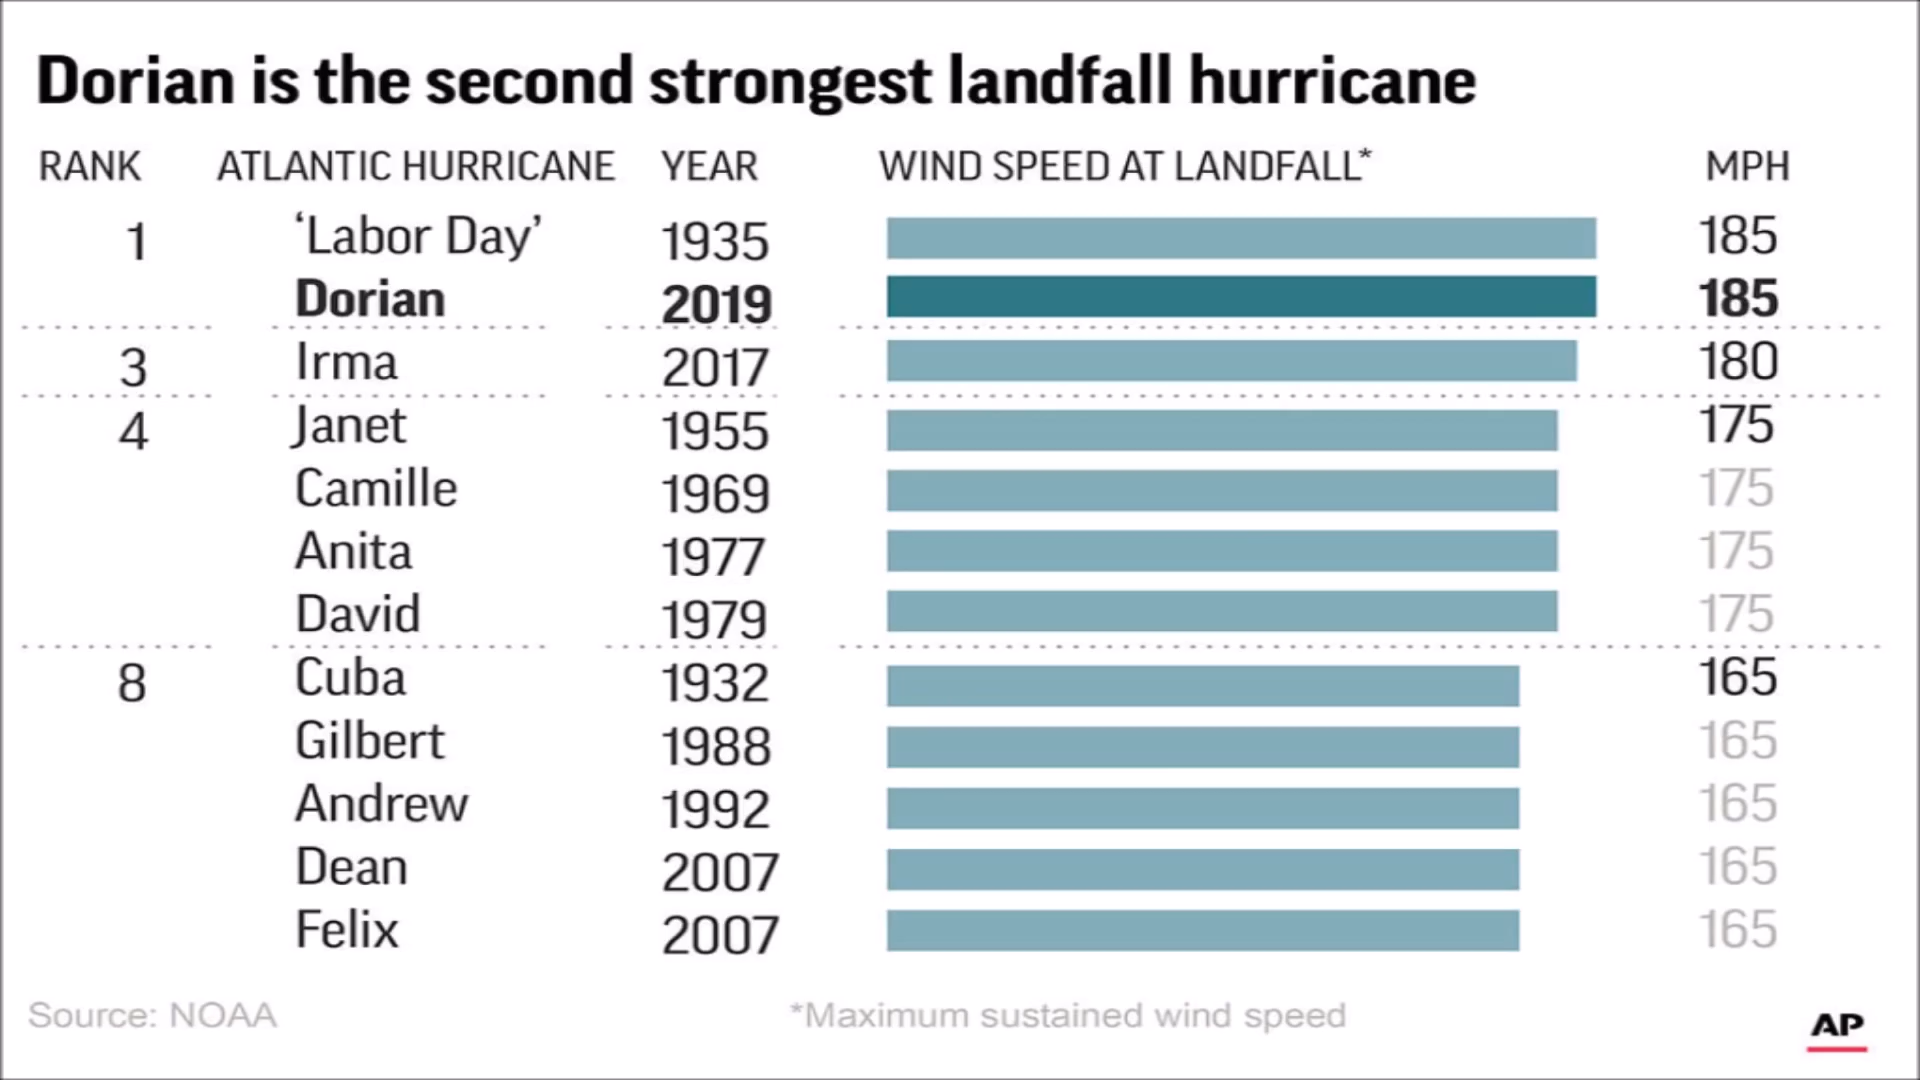 Dorian is the second strongest landfall hurricane
RANK ATLANTIC HURRICANE YEAR WIND SPEED AT LANDFALL* MPH
1 ‘Labor Day’ 1935 185
Dorian 2019 185
3 Irma 2017 180
4 Janet 1955 175
Camille 1969 175
Anita 1977 175
David 1979 175
8 Cuba 1932 165
Gilbert 1988 165
Andrew 1992 165
Dean 2007 165
Felix 2007 165
Source: NOAA *Maximum sustained wind speed AP